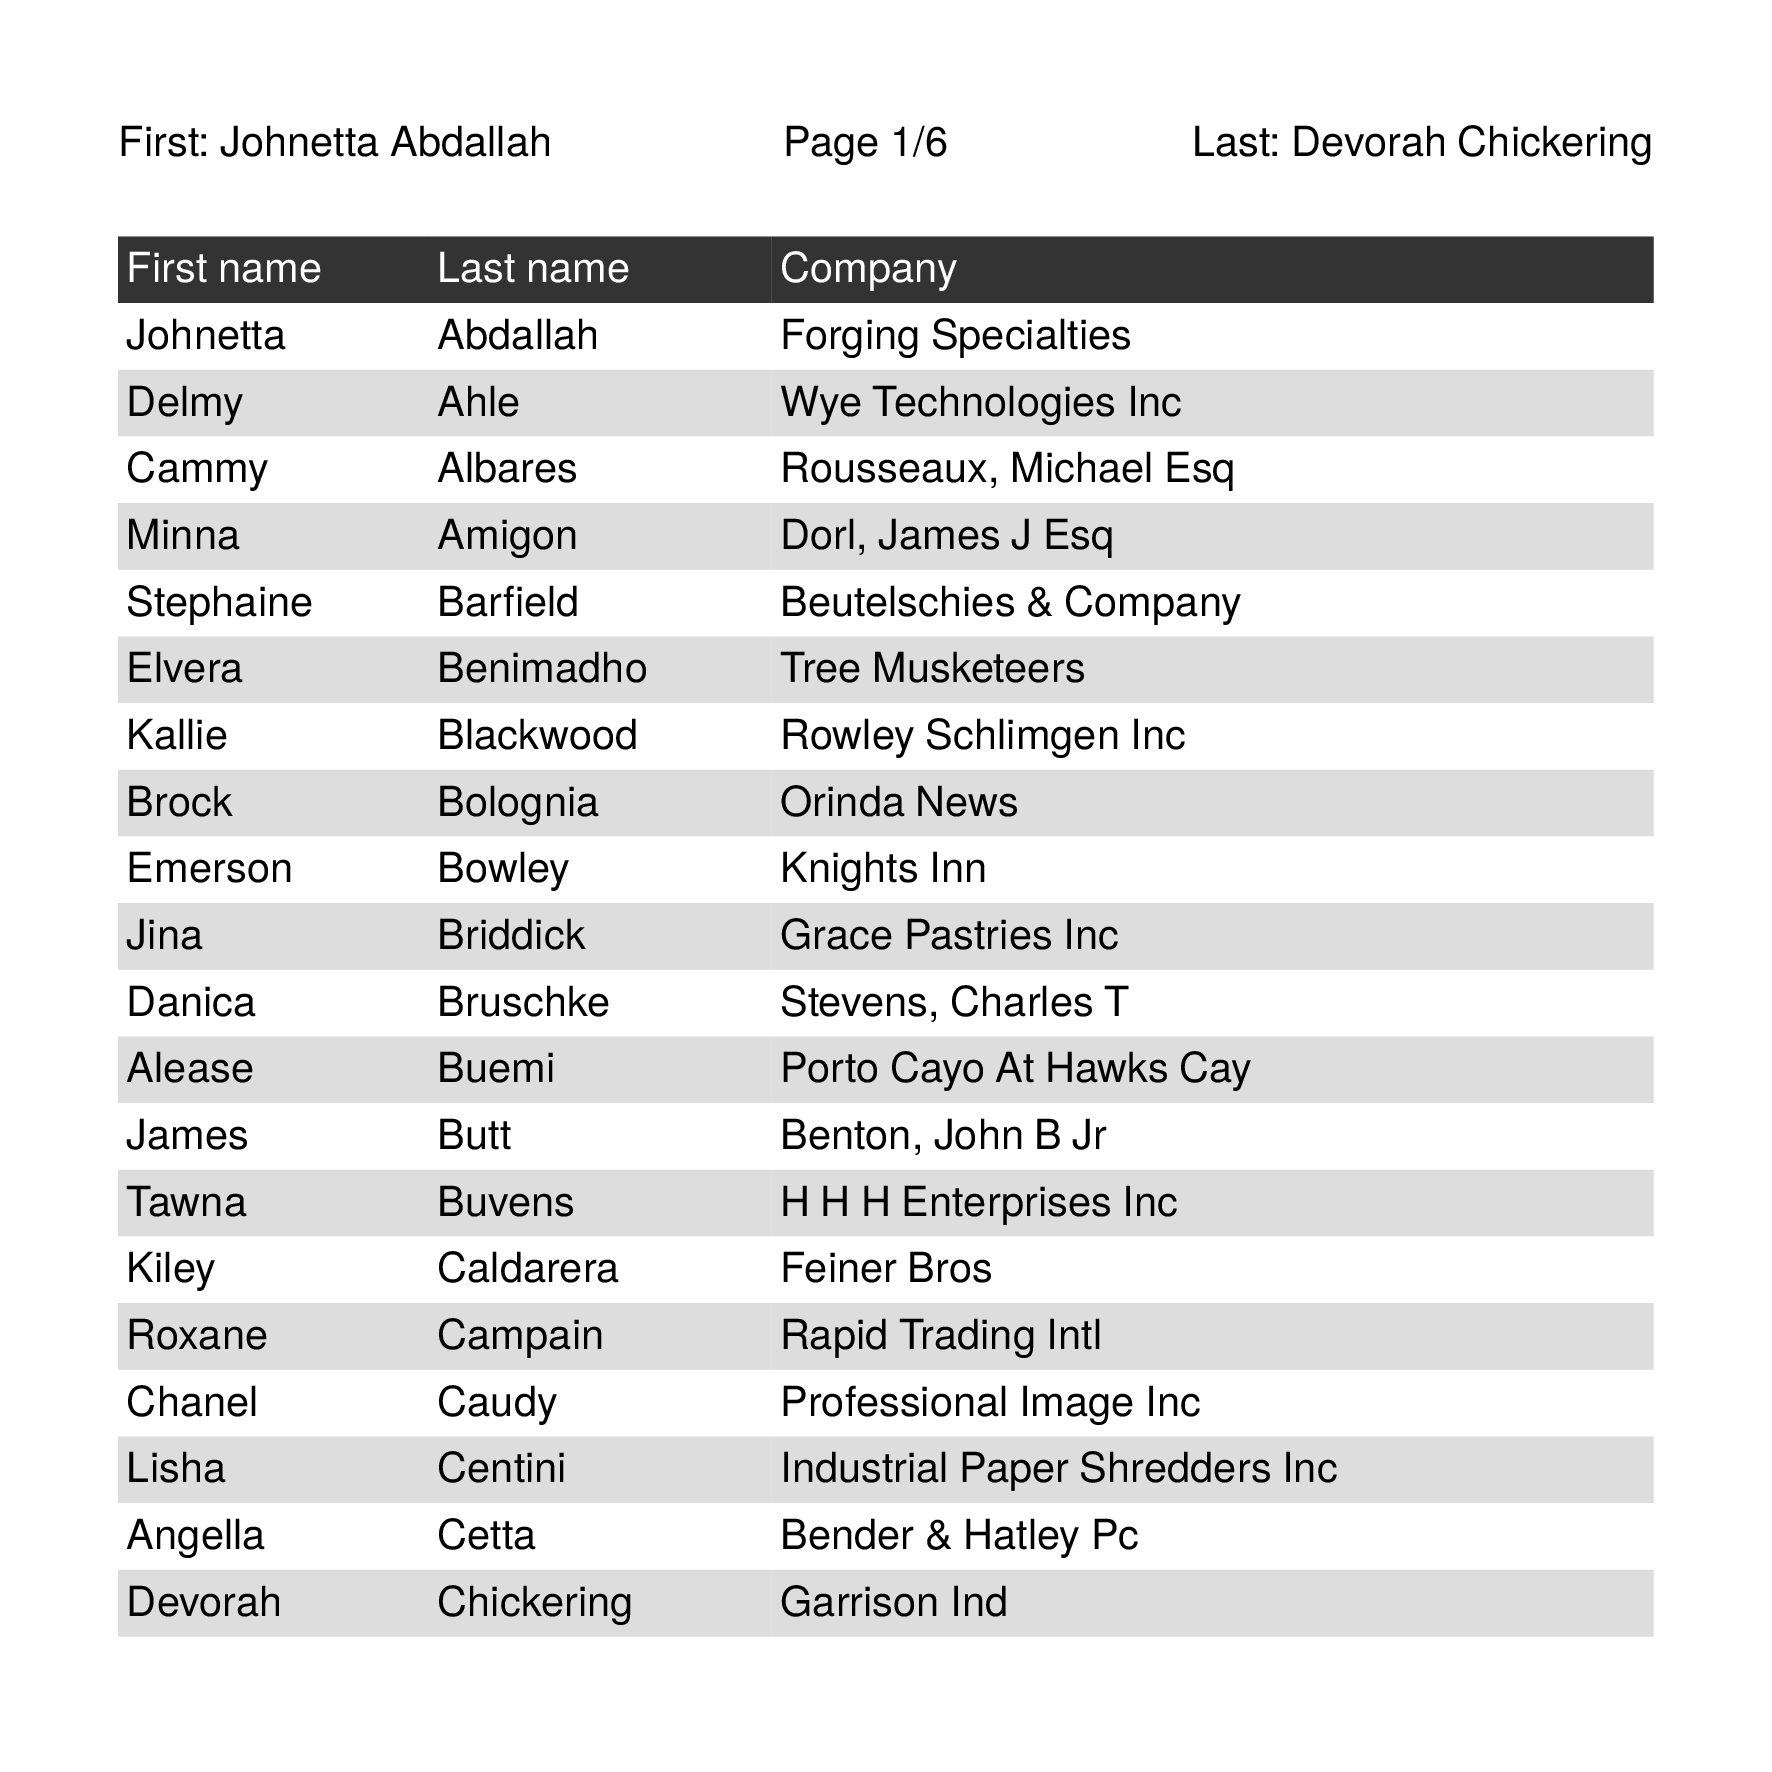 First: Johnetta Abdallah Page 1/6 Last: Devorah Chickering
First name Last name Company
Johnetta Abdallah Forging Specialties
Delmy Ahle Wye Technologies Inc
Cammy Albares Rousseaux, Michael Esq
Minna Amigon Dorl, James J Esq
Stephaine Barfield Beutelschies & Company
Elvera Benimadho Tree Musketeers
Kallie Blackwood Rowley Schlimgen Inc
Brock Bolognia Orinda News
Emerson Bowley Knights Inn
Jina Briddick Grace Pastries Inc
Danica Bruschke Stevens, Charles T
Alease Buemi Porto Cayo At Hawks Cay
James Butt Benton, John B Jr
Tawna Buvens H H H Enterprises Inc
Kiley Caldarera Feiner Bros
Roxane Campain Rapid Trading Intl
Chanel Caudy Professional Image Inc
Lisha Centini Industrial Paper Shredders Inc
Angella Cetta Bender & Hatley Pc
Devorah Chickering Garrison Ind